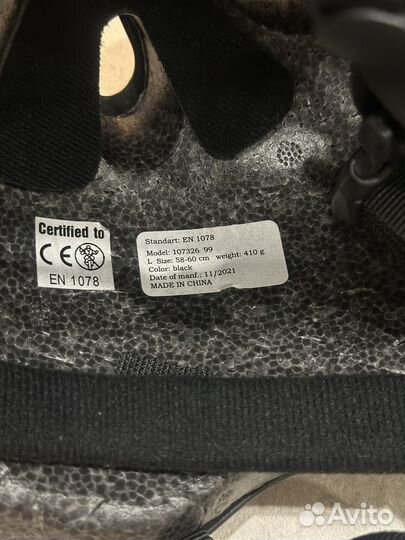 Certified to
CE
EN 1078
Standart: EN 1078
Model: 107326 99
L Size: 58-60 cm weight: 410 g
Color: black
Date of manf.: 11/2021
MADE IN CHINA
Avito